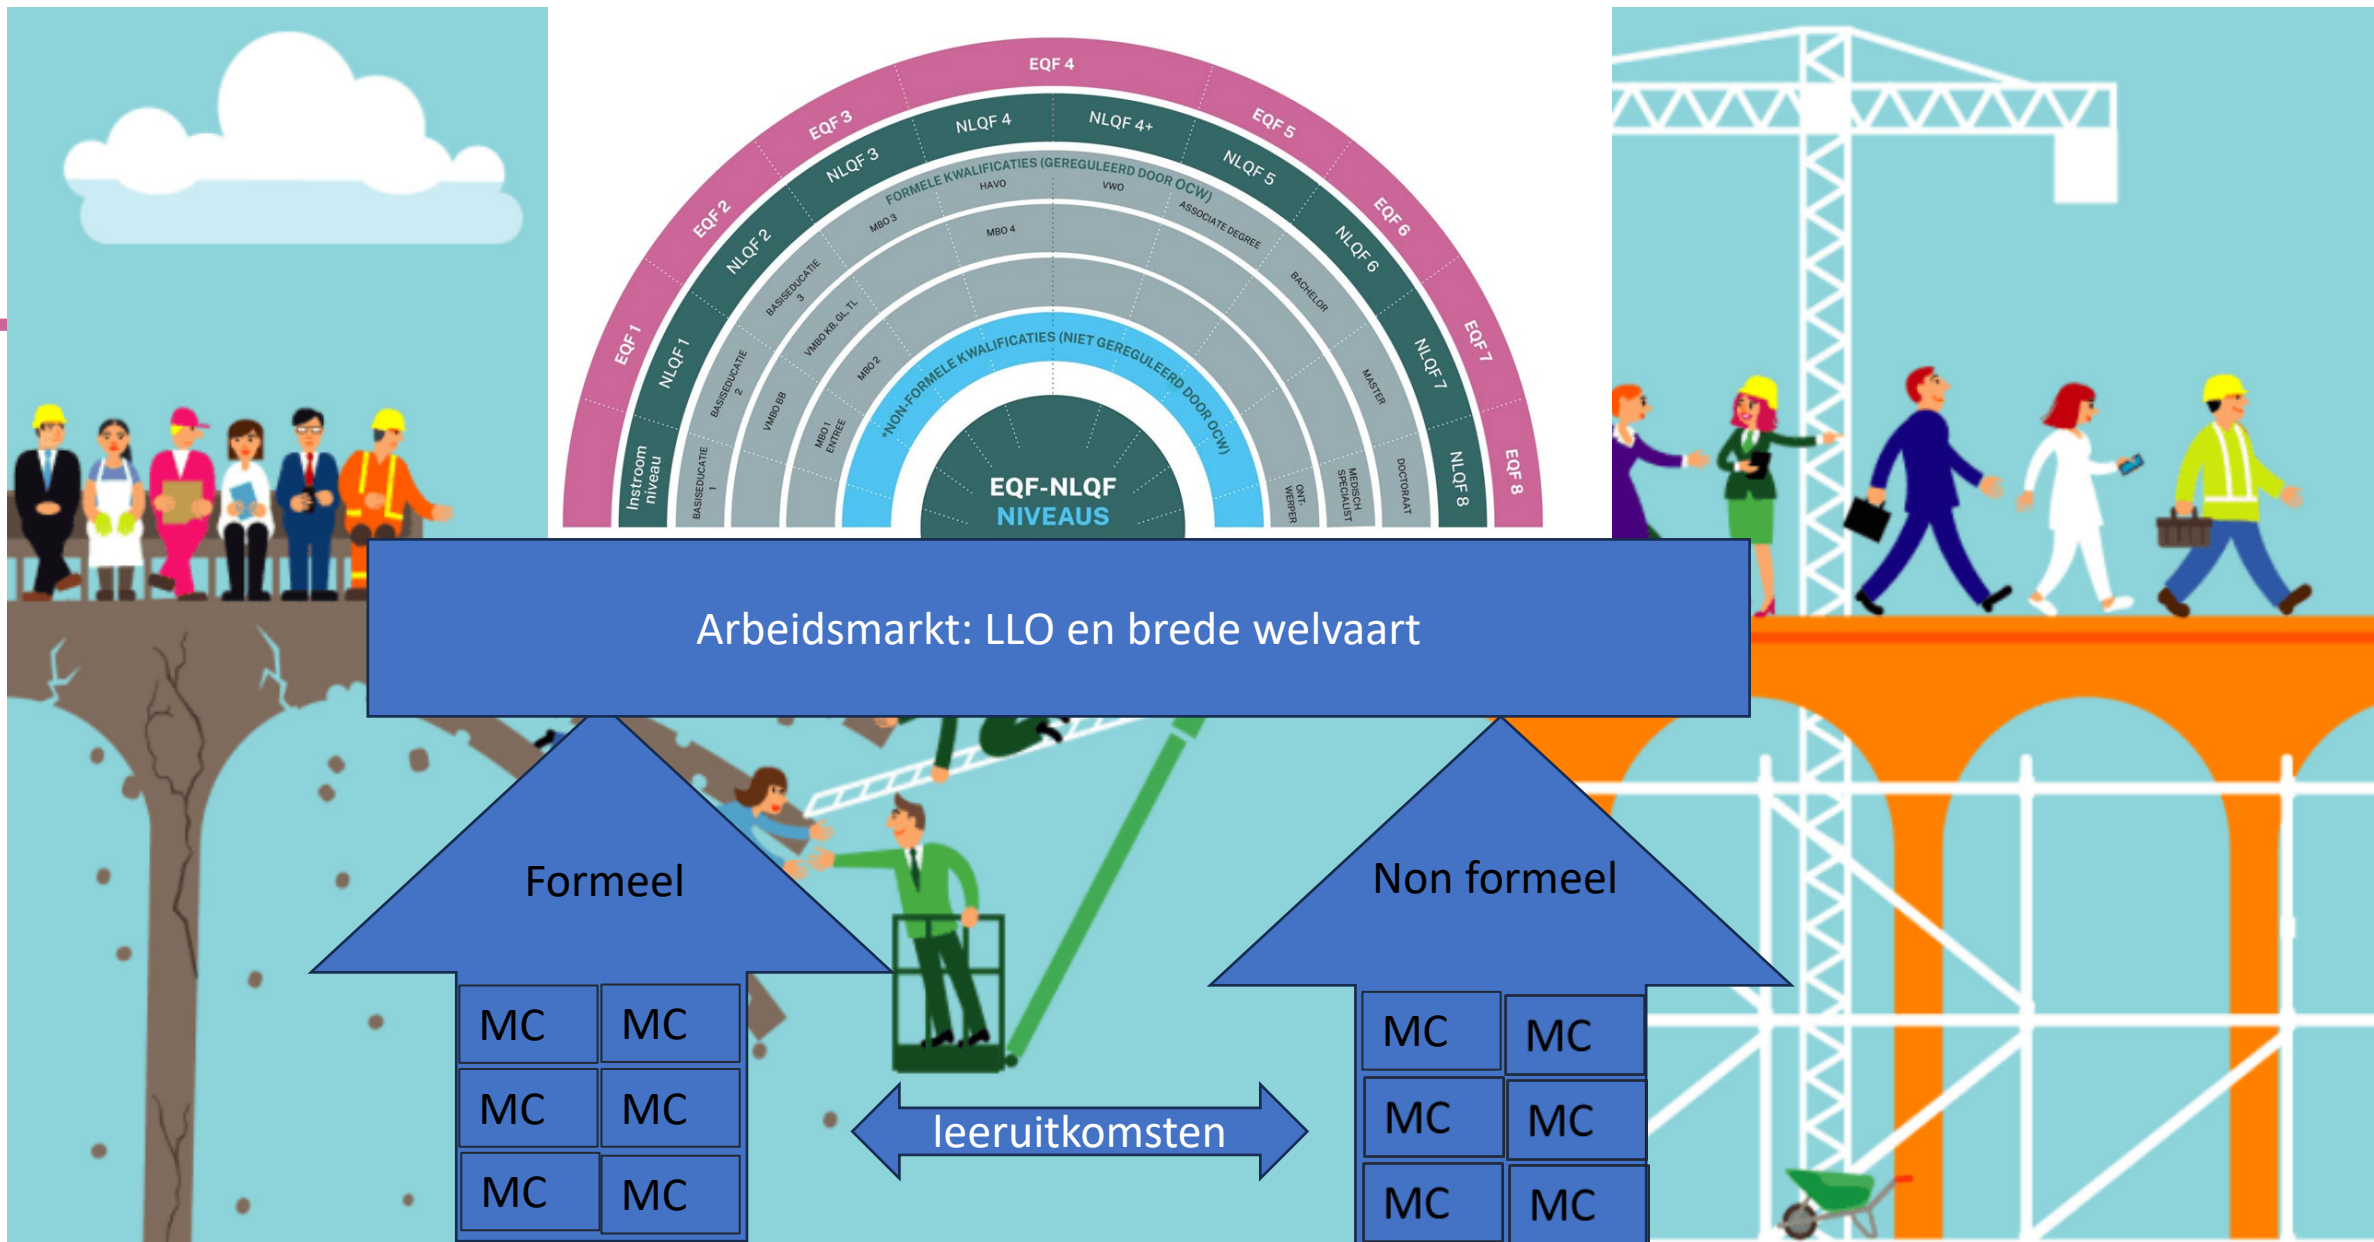 EQF 1
EQF 2
EQF 3
EQF 4
EQF 5
EQF 6
EQF 7
EQF 8
Instroom
niveau
NLQF 1
NLQF 2
NLQF 3
NLQF 4
NLQF 4+
NLQF 5
NLQF 6
NLQF 7
NLQF 8
FORMELE KWALIFICATIES (GEREGULEERD DOOR OCW)
BASISEDUCATIE
1
BASISEDUCATIE
2
BASISEDUCATIE
3
MBO 3
HAVO
VWO
ASSOCIATE DEGREE
BACHELOR
MASTER
DOCTORAAT
VMBO BB
VMBO KB, GL, TL
MBO 4
MEDISCH
SPECIALIST
MBO 1
ENTREE
MBO 2
ONT-
WERPER
*NON-FORMELE KWALIFICATIES (NIET GEREGULEERD DOOR OCW)
EQF-NLQF
NIVEAUS
Arbeidsmarkt: LLO en brede welvaart
Formeel
Non formeel
MC MC
MC MC
MC MC
leeruitkomsten
MC MC
MC MC
MC MC